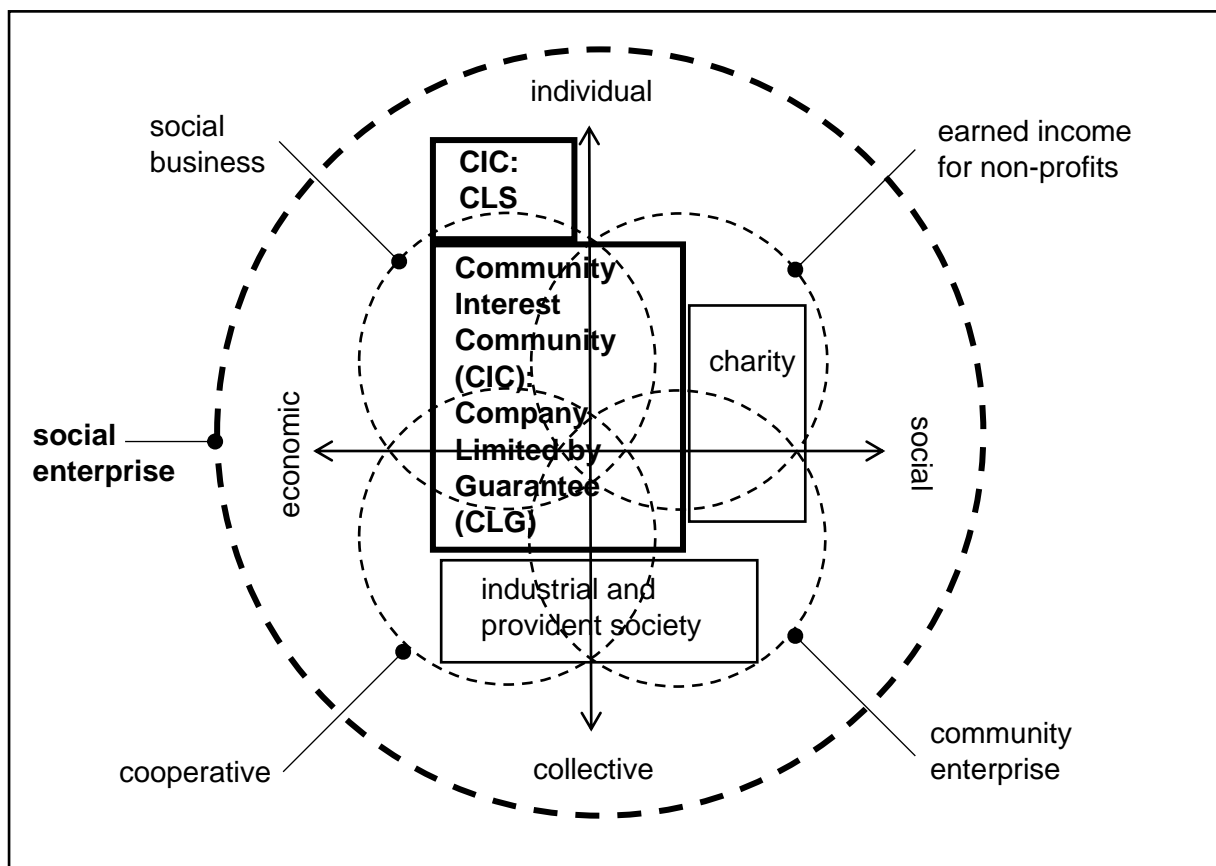 individual
social
business
earned income
for non-profits
CIC:
CLS
Community
Interest
Community
(CIC):
Company
Limited by
Guarantee
(CLG)
charity
social
enterprise
economic
social
industrial and
provident society
cooperative
collective
community
enterprise